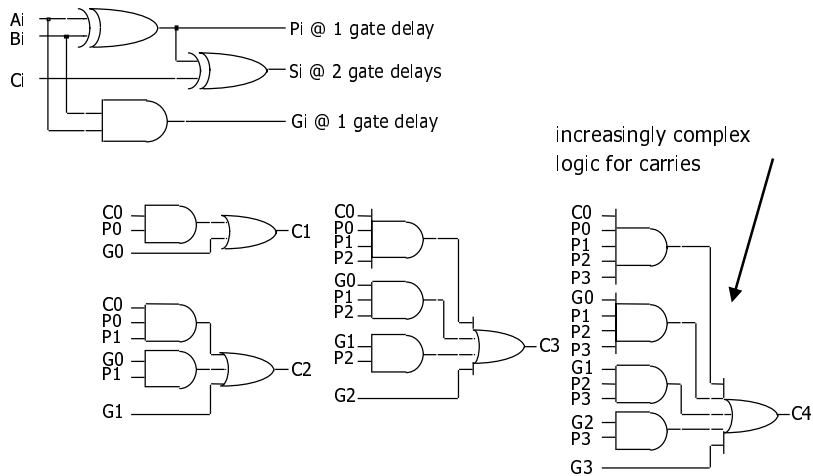 Ai
Bi
Ci
Pi @ 1 gate delay
Si @ 2 gate delays
Gi @ 1 gate delay
increasingly complex
logic for carries
C0
P0
G0
C1
C0
P0
P1
G0
P1
G1
C2
C0
P0
P1
P2
G0
P1
P2
G1
P2
G2
C3
C0
P0
P1
P2
P3
G0
P1
P2
P3
G1
P2
P3
G2
P3
G3
C4